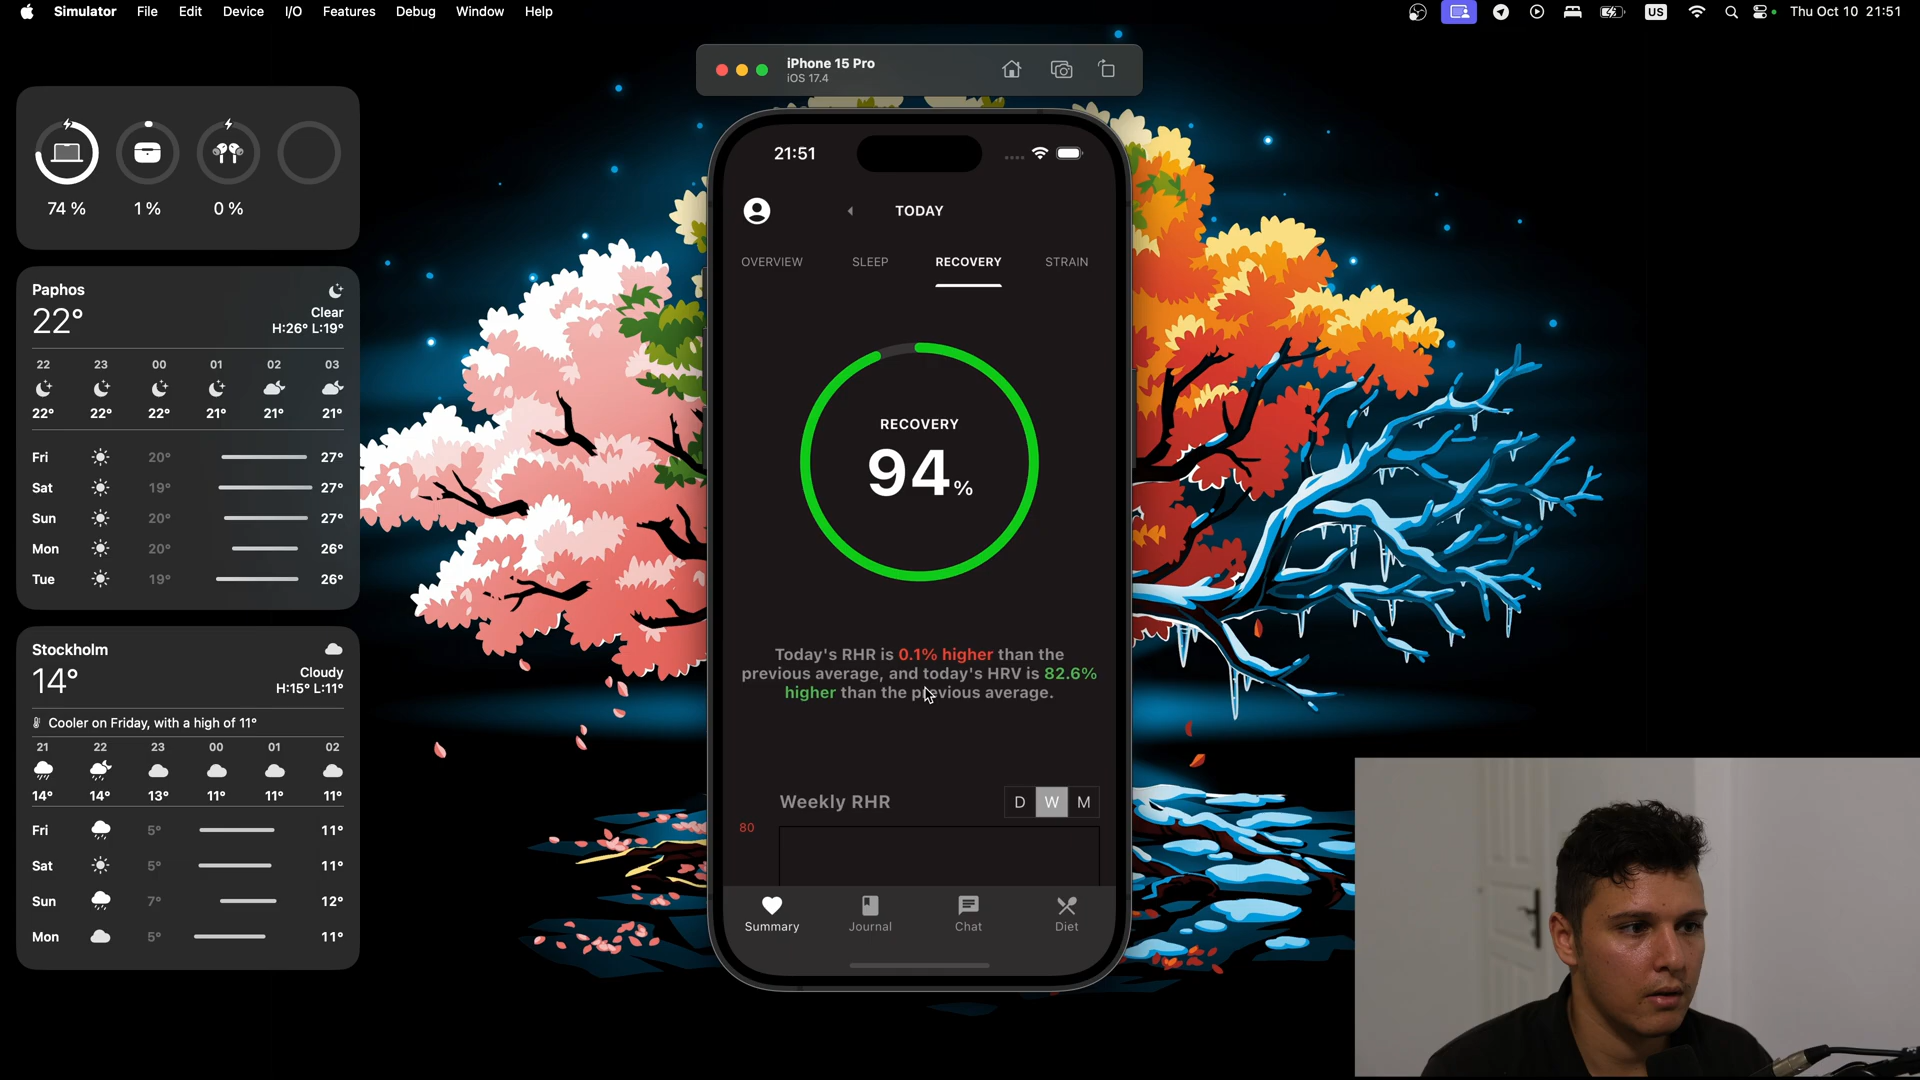 Simulator File Edit Device I/O Features Debug Window Help
US Thu Oct 10 21:51
74 % 1 % 0 %
Paphos
22°
Clear
H:26° L:19°
22 23 00 01 02 03
22° 22° 22° 21° 21° 21°
Fri 20° 27°
Sat 19° 27°
Sun 20° 27°
Mon 20° 26°
Tue 19° 26°
Stockholm
14°
Cloudy
H:15° L:11°
Cooler on Friday, with a high of 11°
21 22 23 00 01 02
14° 14° 13° 11° 11° 11°
Fri 5° 11°
Sat 5° 11°
Sun 7° 12°
Mon 5° 11°
iPhone 15 Pro
iOS 17.4
21:51
TODAY
OVERVIEW SLEEP RECOVERY STRAIN
RECOVERY
94%
Today's RHR is 0.1% higher than the
previous average, and today's HRV is 82.6%
higher than the previous average.
Weekly RHR D W M
80
Summary Journal Chat Diet